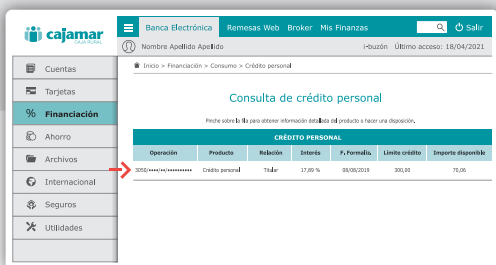 cajamar
CAJA RURAL
Banca Electrónica Remesas Web Broker Mis Finanzas Salir
Nombre Apellido Apelido i-buzón Último acceso: 18/04/2021
Inicio > Financiación > Consumo > Crédito personal
Cuentas
Tarjetas
% Financiación
Ahorro
Archivos
Internacional
Seguros
Utilidades
Consulta de crédito personal
Pinche sobre la fila para obtener información detallada del producto o hacer una disposición.
CRÉDITO PERSONAL
Operación Producto Relación Interés F. Formaliz. Límite crédito Importe disponible
3058/••••/••/•••••••••• Crédito personal Titular 17,89 % 08/08/2019 300,00 70,06